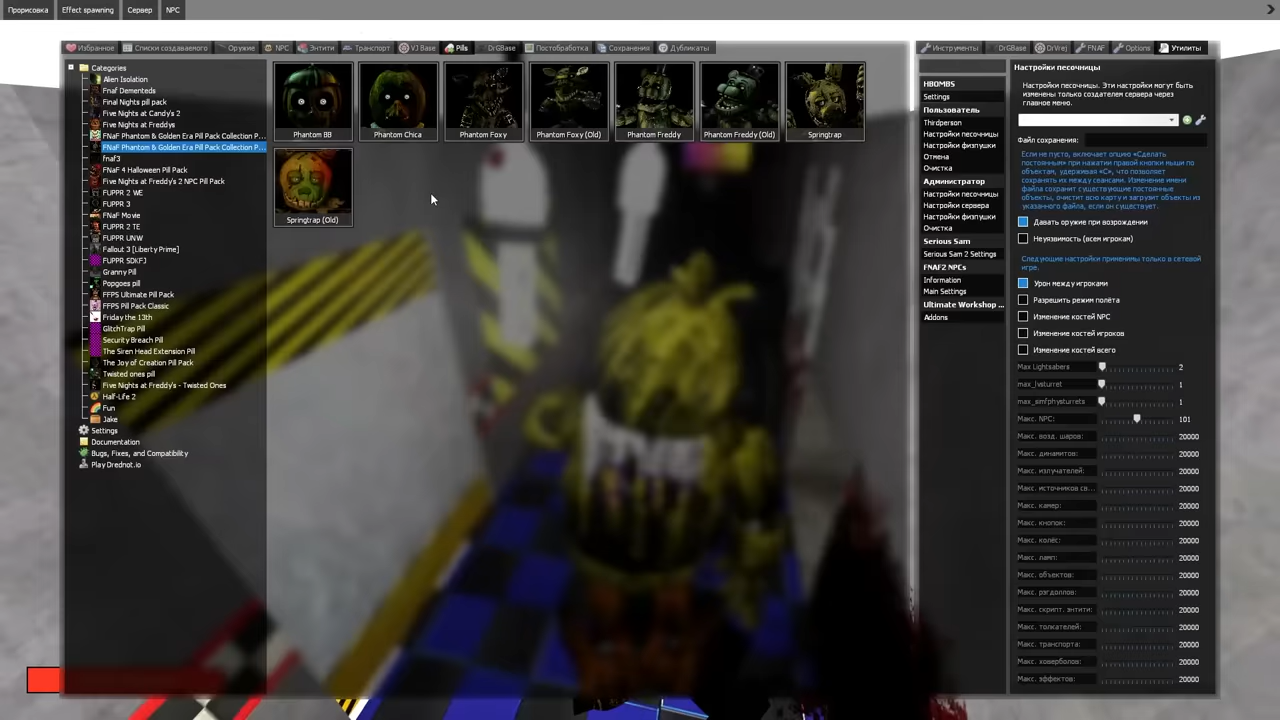 Прорисовка
Effect spawning
Сервер
NPC
Избранное
Списки создаваемого
Оружие
NPC
Энтити
Транспорт
VJ Base
Pills
DrGBase
Постобработка
Сохранения
Дубликаты
Инструменты
DrGBase
(Dr/Vrej
FNAF
Options
Утилиты
Categories
Alien Isolation
Fnaf Dementeds
Final Nights pill pack
Five Nights at Candy's 2
Five Nights at Freddys
FNaF Phantom & Golden Era Pill Pack Collection P...
FNaF Phantom & Golden Era Pill Pack Collection P...
fnaf3
FNAF 4 Halloween Pill Pack
Five Nights at Freddy's 2 NPC Pill Pack
FUPPR 2 WE
FUPPR 3
FNaF Movie
FUPPR 2 TE
FUPPR UNW
Fallout 3 [Liberty Prime]
FUPPR SDKFJ
Granny Pill
Popgoes pill
FFPS Ultimate Pill Pack
FFPS Pill Pack Classic
Friday the 13th
GlitchTrap Pill
Security Breach Pill
The Siren Head Extension Pill
The Joy of Creation Pill Pack
Twisted ones pill
Five Nights at Freddy's - Twisted Ones
Half-Life 2
Fun
Jake
Settings
Documentation
Bugs, Fixes, and Compatibility
Play Drednot.io
Phantom BB
Phantom Chica
Phantom Foxy
Phantom Foxy (Old)
Phantom Freddy
Phantom Freddy (Old)
Springtrap
Springtrap (Old)
HBOMBS
Settings
Пользователь
Thirdperson
Настройки песочницы
Настройки физпушки
Отмена
Очистка
Администратор
Настройки песочницы
Настройки сервера
Настройки физпушки
Очистка
Serious Sam
Serious Sam 2 Settings
FNAF2 NPCs
Information
Main Settings
Ultimate Workshop ...
Addons
Настройки песочницы
Настройки песочницы. Эти настройки могут быть
изменены только создателем сервера через
главное меню.
Файл сохранения:
Если не пусто, включает опцию «Сделать
постоянным» при нажатии правой кнопки мыши по
объектам, удерживая «C», что позволяет
сохранять их между сеансами. Изменение имени
файла сохранит существующие постоянные
объекты, очистит всю карту и загрузит объекты из
указанного файла, если он существует.
Давать оружие при возрождении
Неуязвимость (всем игрокам)
Следующие настройки применимы только в сетевой
игре.
Урон между игроками
Разрешить режим полёта
Изменение костей NPC
Изменение костей игроков
Изменение костей всего
Max Lightsabers 2
max_lvsturret 1
max_simfphysturrets 1
Макс. NPC: 101
Макс. возд. шаров: 20000
Макс. динамитов: 20000
Макс. излучателей: 20000
Макс. источников св... 20000
Макс. камер: 20000
Макс. кнопок: 20000
Макс. колёс: 20000
Макс. ламп: 20000
Макс. объектов: 20000
Макс. рэгдоллов: 20000
Макс. скрипт. энтити: 20000
Макс. толкателей: 20000
Макс. транспорта: 20000
Макс. ховерболов: 20000
Макс. эффектов: 20000